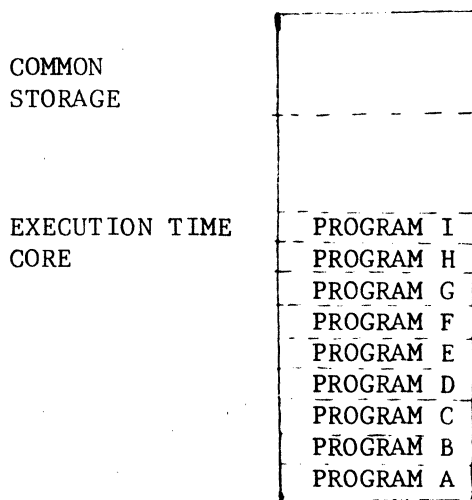 COMMON
STORAGE
EXECUTION TIME
CORE
PROGRAM I
PROGRAM H
PROGRAM G
PROGRAM F
PROGRAM E
PROGRAM D
PROGRAM C
PROGRAM B
PROGRAM A